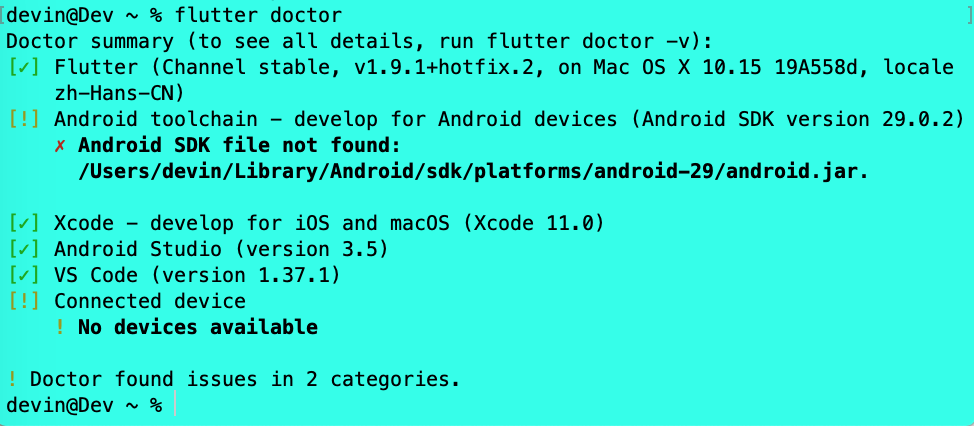 [devin@Dev ~ % flutter doctor ]
Doctor summary (to see all details, run flutter doctor -v):
[✓] Flutter (Channel stable, v1.9.1+hotfix.2, on Mac OS X 10.15 19A558d, locale
zh-Hans-CN)
[!] Android toolchain - develop for Android devices (Android SDK version 29.0.2)
✗ Android SDK file not found:
/Users/devin/Library/Android/sdk/platforms/android-29/android.jar.
[✓] Xcode - develop for iOS and macOS (Xcode 11.0)
[✓] Android Studio (version 3.5)
[✓] VS Code (version 1.37.1)
[!] Connected device
! No devices available
! Doctor found issues in 2 categories.
devin@Dev ~ %